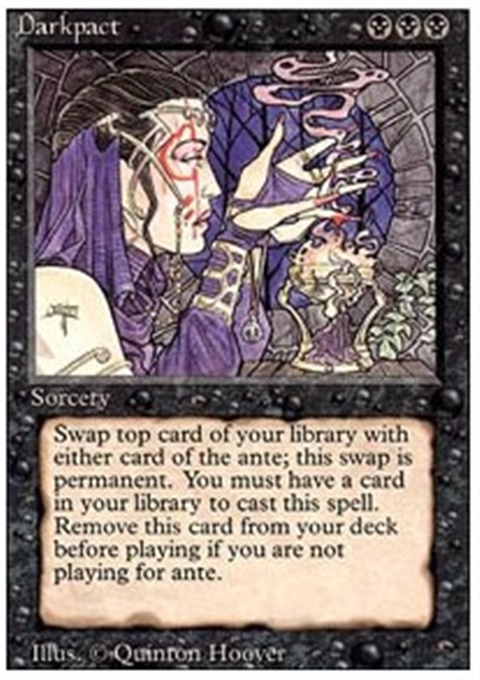 Darkpact
Sorcery
Swap top card of your library with
either card of the ante; this swap is
permanent. You must have a card
in your library to cast this spell.
Remove this card from your deck
before playing if you are not
playing for ante.
Illus. © Quinton Hoover